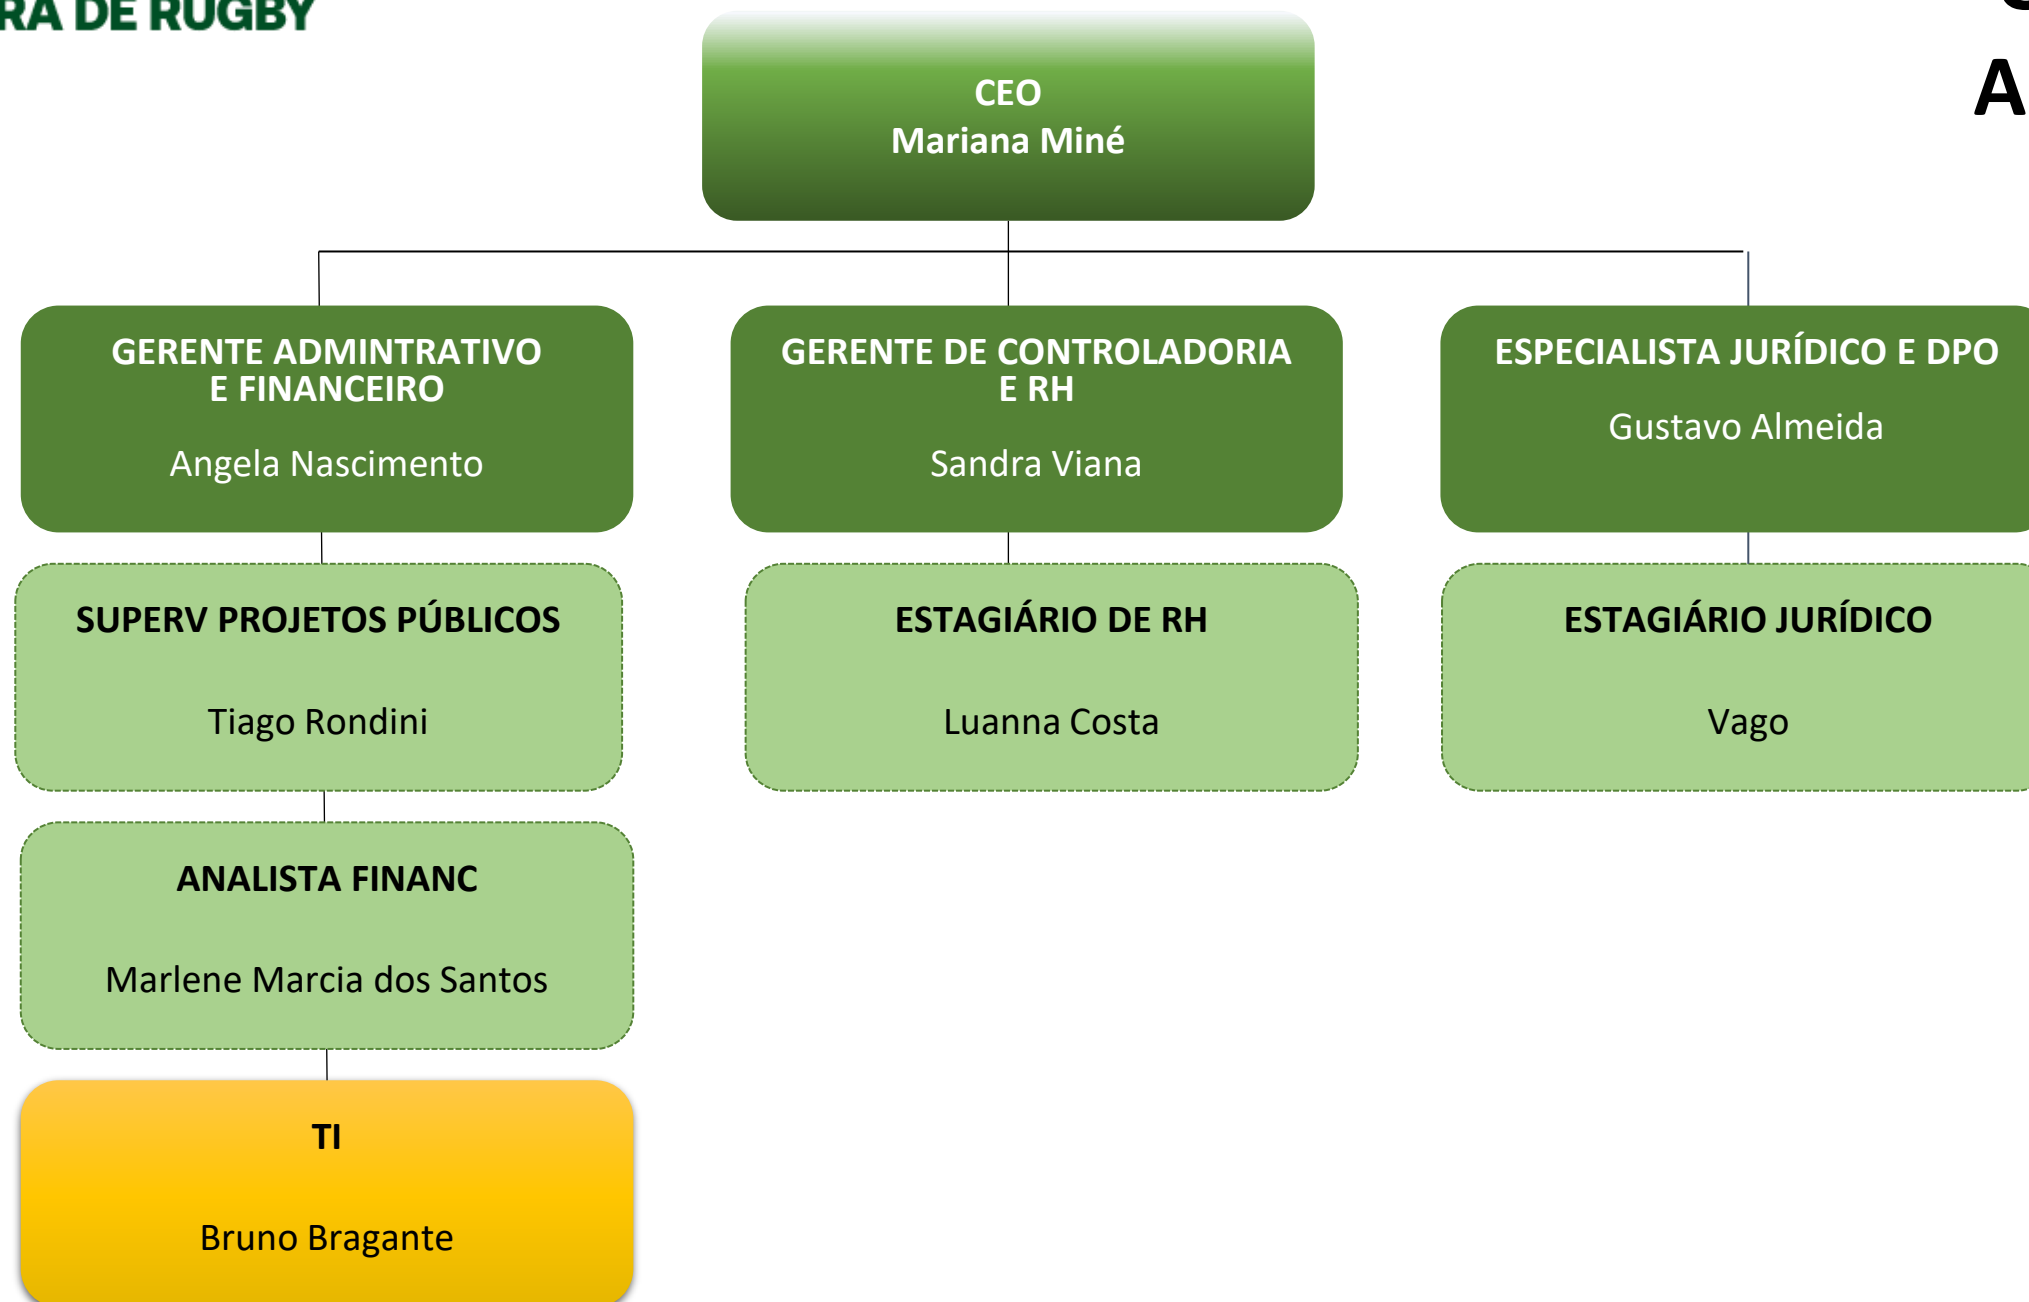 RA DE RUGBY
A
CEO
Mariana Miné
GERENTE ADMINTRATIVO
E FINANCEIRO
Angela Nascimento
GERENTE DE CONTROLADORIA
E RH
Sandra Viana
ESPECIALISTA JURÍDICO E DPO
Gustavo Almeida
SUPERV PROJETOS PÚBLICOS
Tiago Rondini
ESTAGIÁRIO DE RH
Luanna Costa
ESTAGIÁRIO JURÍDICO
Vago
ANALISTA FINANC
Marlene Marcia dos Santos
TI
Bruno Bragante